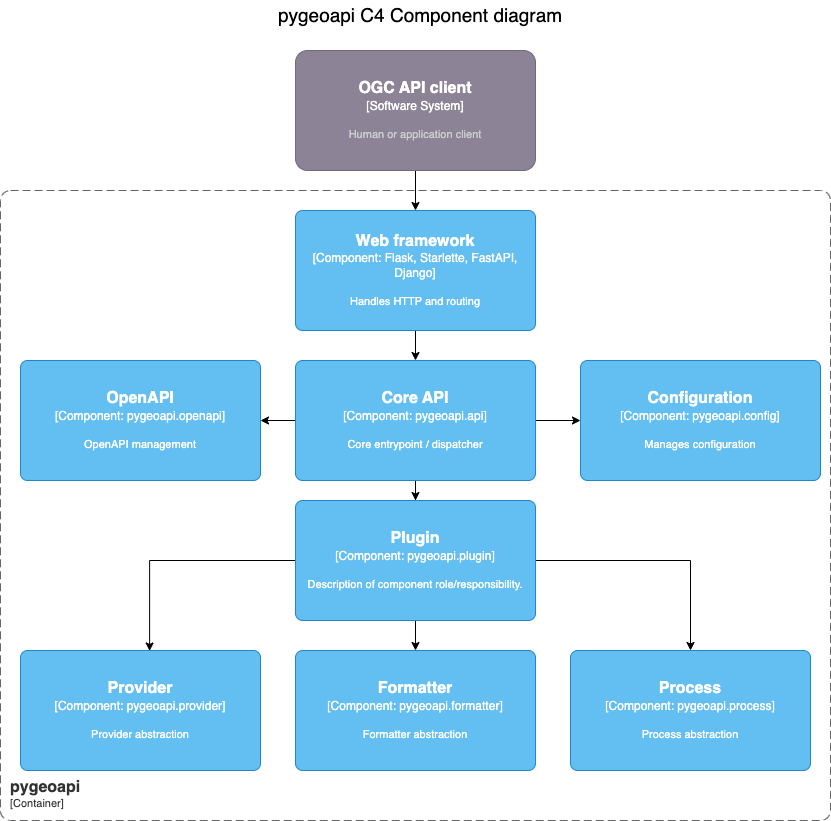 pygeoapi C4 Component diagram
OGC API client
[Software System]
Human or application client
Web framework
[Component: Flask, Starlette, FastAPI,
Django]
Handles HTTP and routing
OpenAPI
[Component: pygeoapi.openapi]
OpenAPI management
Core API
[Component: pygeoapi.api]
Core entrypoint / dispatcher
Configuration
[Component: pygeoapi.config]
Manages configuration
Plugin
[Component: pygeoapi.plugin]
Description of component role/responsibility.
Provider
[Component: pygeoapi.provider]
Provider abstraction
Formatter
[Component: pygeoapi.formatter]
Formatter abstraction
Process
[Component: pygeoapi.process]
Process abstraction
pygeoapi
[Container]